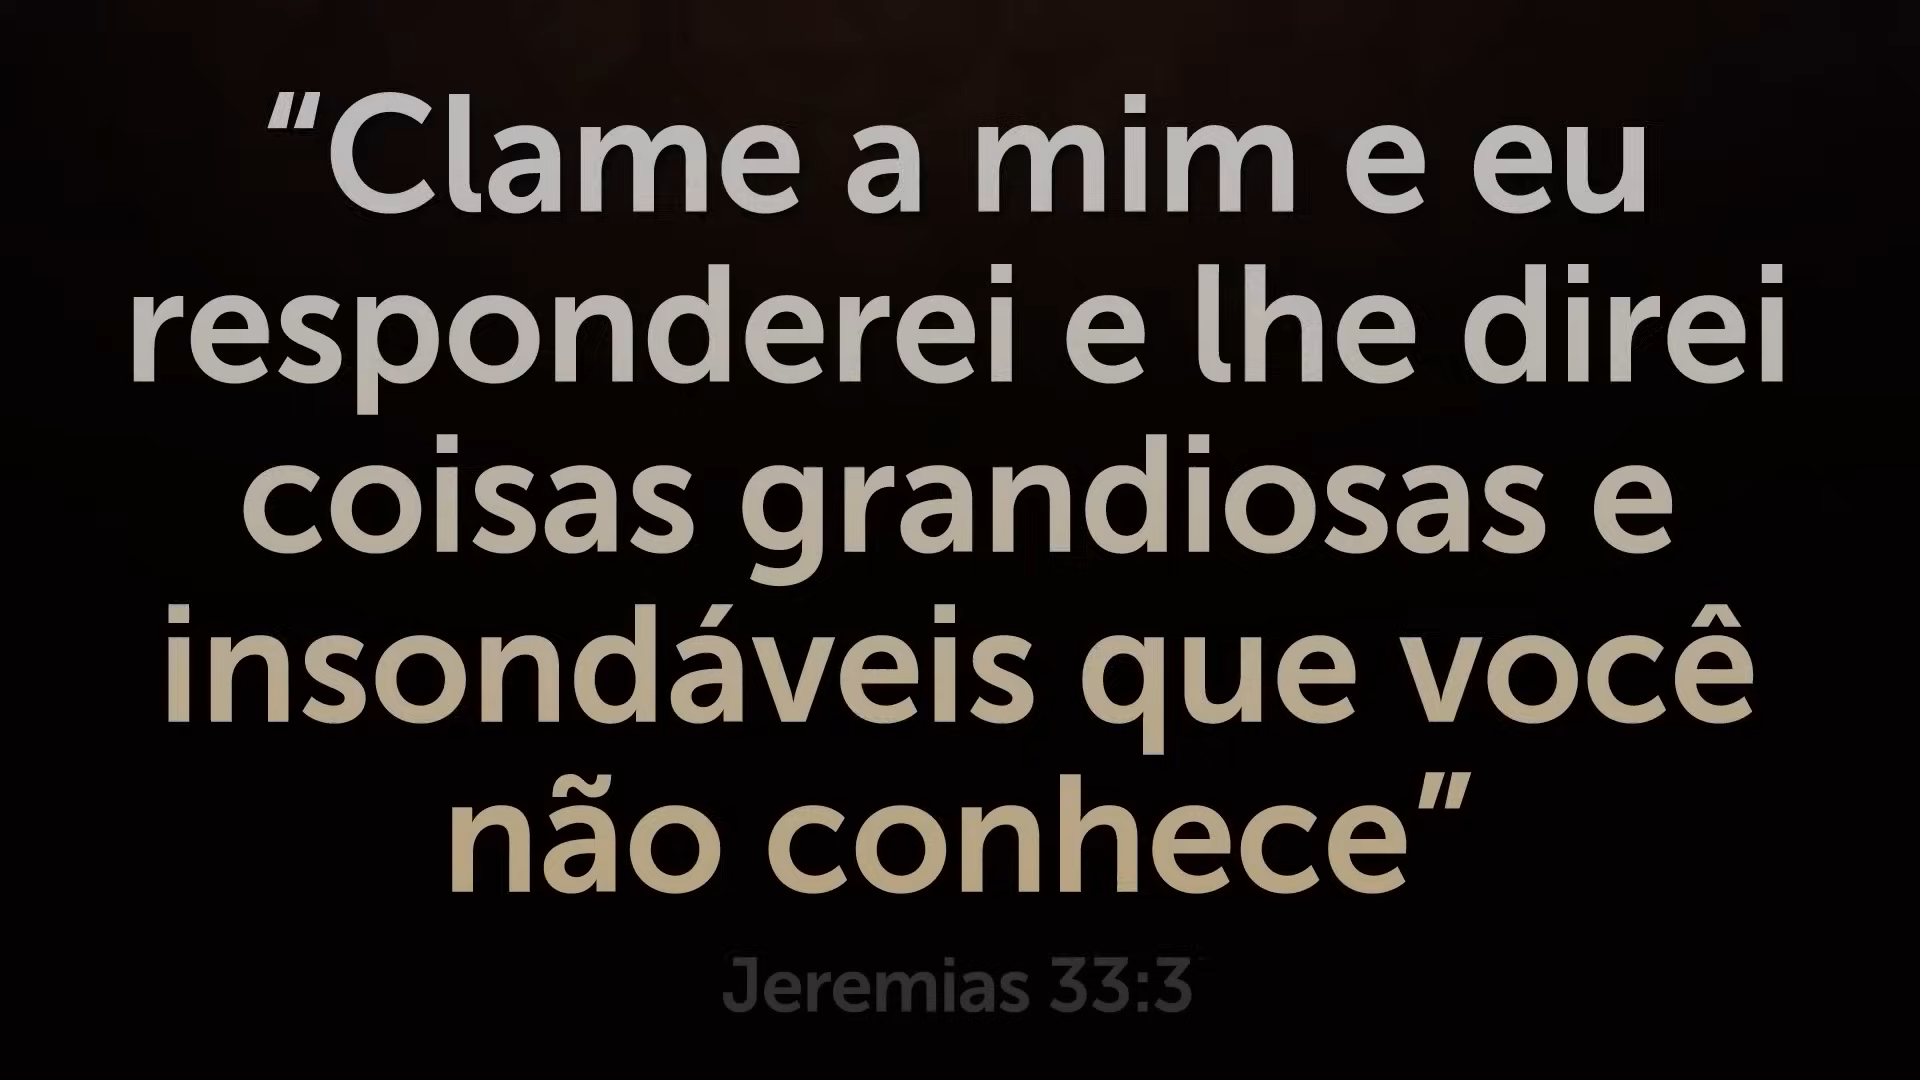 “Clame a mim e eu
responderei e lhe direi
coisas grandiosas e
insondáveis que você
não conhece”
Jeremias 33:3